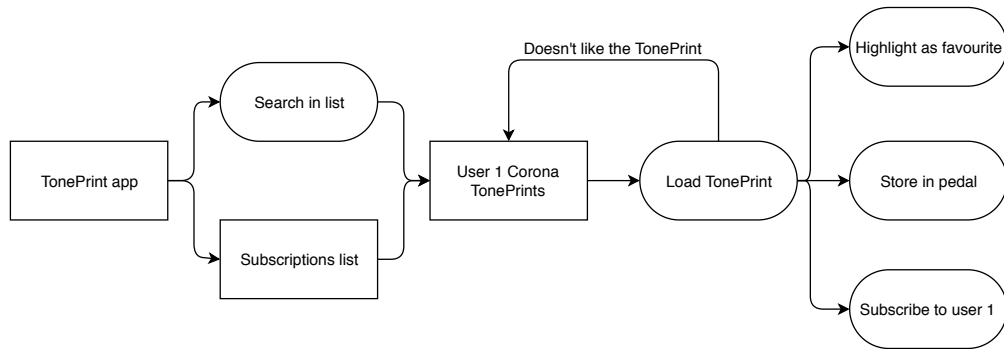 TonePrint app
Search in list
Subscriptions list
User 1 Corona
TonePrints
Doesn't like the TonePrint
Load TonePrint
Highlight as favourite
Store in pedal
Subscribe to user 1